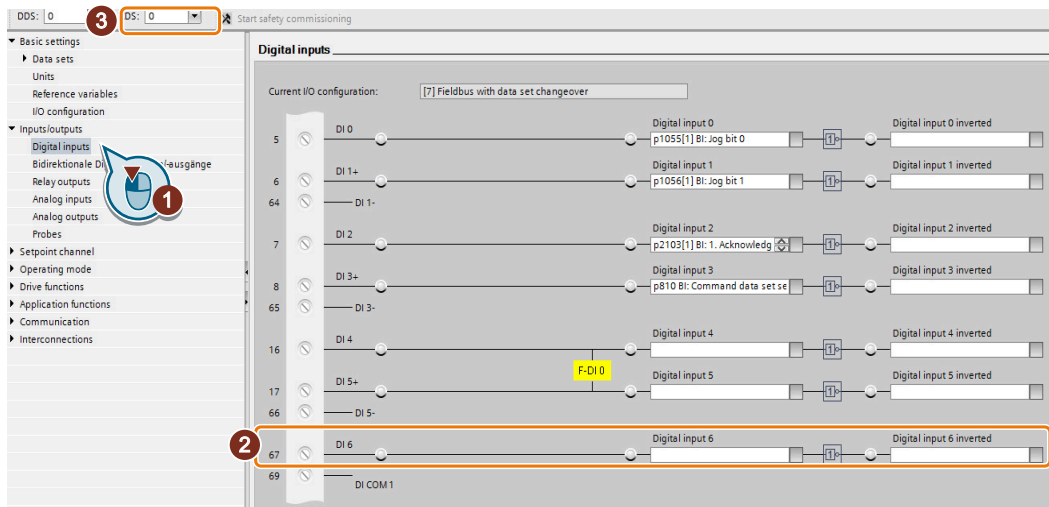 DDS: 0 DS: 0 Start safety commissioning
3
Basic settings
Data sets
Units
Reference variables
I/O configuration
Inputs/outputs
Digital inputs
Bidirektionale Di -ausgänge
Relay outputs
Analog inputs
Analog outputs
Probes
Setpoint channel
Operating mode
Drive functions
Application functions
Communication
Interconnections
1
Digital inputs
Current I/O configuration: [7] Fieldbus with data set changeover
Digital input 0 Digital input 0 inverted
5 DI 0 p1055[1] BI: Jog bit 0 1
Digital input 1 Digital input 1 inverted
6 DI 1+ p1056[1] BI: Jog bit 1 1
64 DI 1-
Digital input 2 Digital input 2 inverted
7 DI 2 p2103[1] BI: 1. Acknowledg 1
Digital input 3 Digital input 3 inverted
8 DI 3+ p810 BI: Command data set se 1
65 DI 3-
Digital input 4 Digital input 4 inverted
16 DI 4 1
F-DI 0
Digital input 5 Digital input 5 inverted
17 DI 5+ 1
66 DI 5-
2
Digital input 6 Digital input 6 inverted
67 DI 6 1
69 DI COM 1